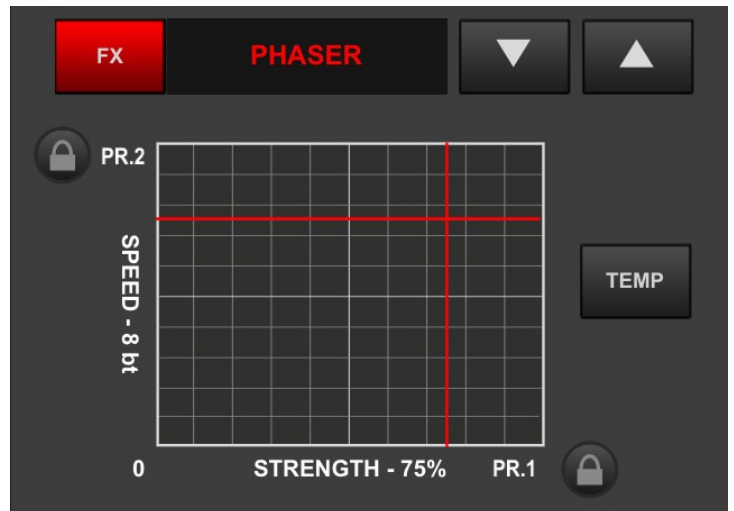 FX
PHASER
PR.2
SPEED - 8 bt
TEMP
0
STRENGTH - 75%
PR.1